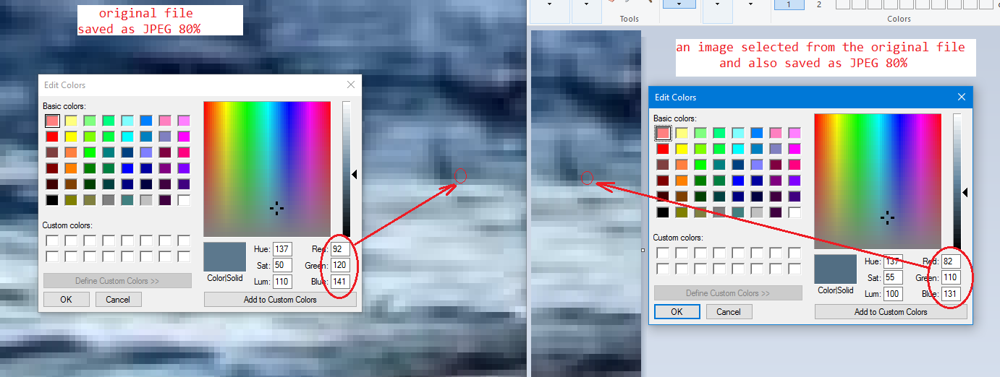 original file
saved as JPEG 80%
1
2
Tools
Colors
an image selected from the original file
and also saved as JPEG 80%
Edit Colors
Basic colors:
Custom colors:
Hue: 137
Red: 92
Sat: 50
Green: 120
Color|Solid
Lum: 110
Blue: 141
Define Custom Colors >>
OK
Cancel
Add to Custom Colors
Edit Colors
Basic colors:
Custom colors:
Hue: 137
Red: 82
Sat: 55
Green: 110
Color|Solid
Lum: 100
Blue: 131
Define Custom Colors >>
OK
Cancel
Add to Custom Colors